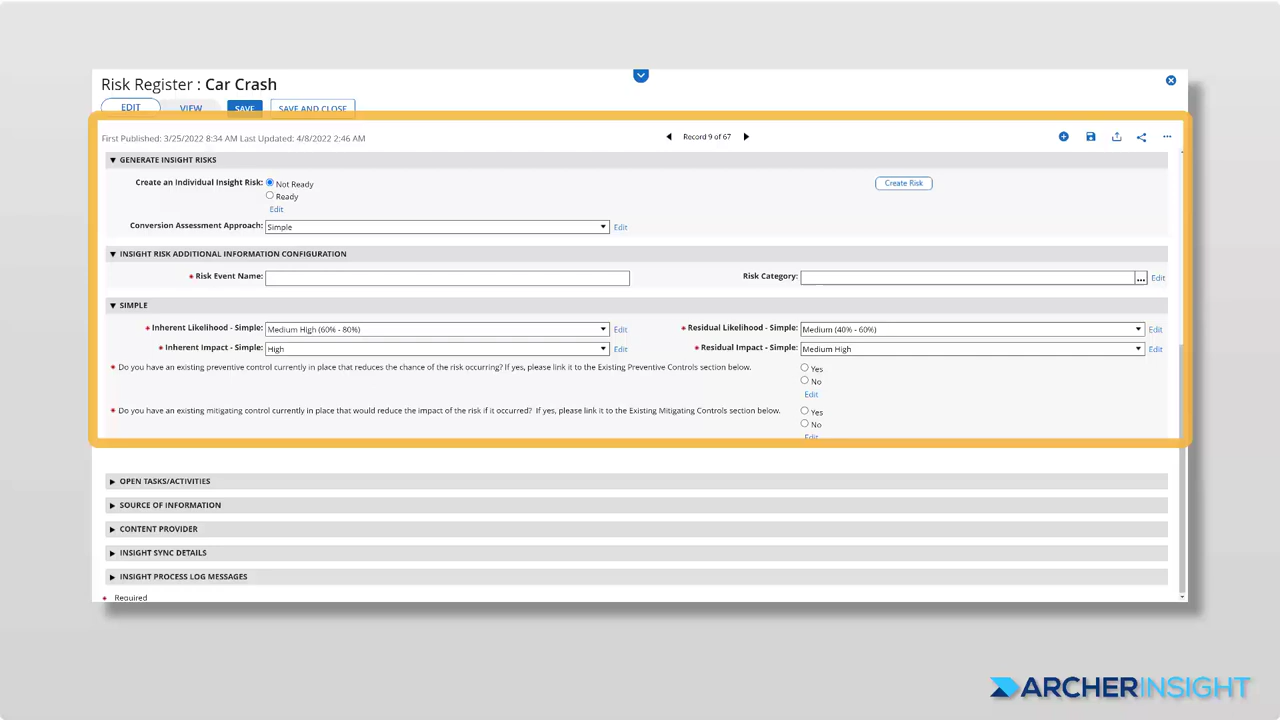 Risk Register : Car Crash
EDIT VIEW SAVE SAVE AND CLOSE
First Published: 3/25/2022 8:34 AM Last Updated: 4/8/2022 2:46 AM Record 9 of 67
GENERATE INSIGHT RISKS
Create an Individual Insight Risk: Not Ready Create Risk
Ready
Edit
Conversion Assessment Approach: Simple Edit
INSIGHT RISK ADDITIONAL INFORMATION CONFIGURATION
* Risk Event Name: Risk Category: ... Edit
SIMPLE
* Inherent Likelihood - Simple: Medium High (60% - 80%) Edit * Residual Likelihood - Simple: Medium (40% - 60%) Edit
* Inherent Impact - Simple: High Edit * Residual Impact - Simple: Medium High Edit
* Do you have an existing preventive control currently in place that reduces the chance of the risk occurring? If yes, please link it to the Existing Preventive Controls section below. Yes
No
Edit
* Do you have an existing mitigating control currently in place that would reduce the impact of the risk if it occurred? If yes, please link it to the Existing Mitigating Controls section below. Yes
No
Edit
OPEN TASKS/ACTIVITIES
SOURCE OF INFORMATION
CONTENT PROVIDER
INSIGHT SYNC DETAILS
INSIGHT PROCESS LOG MESSAGES
* Required
ARCHERINSIGHT